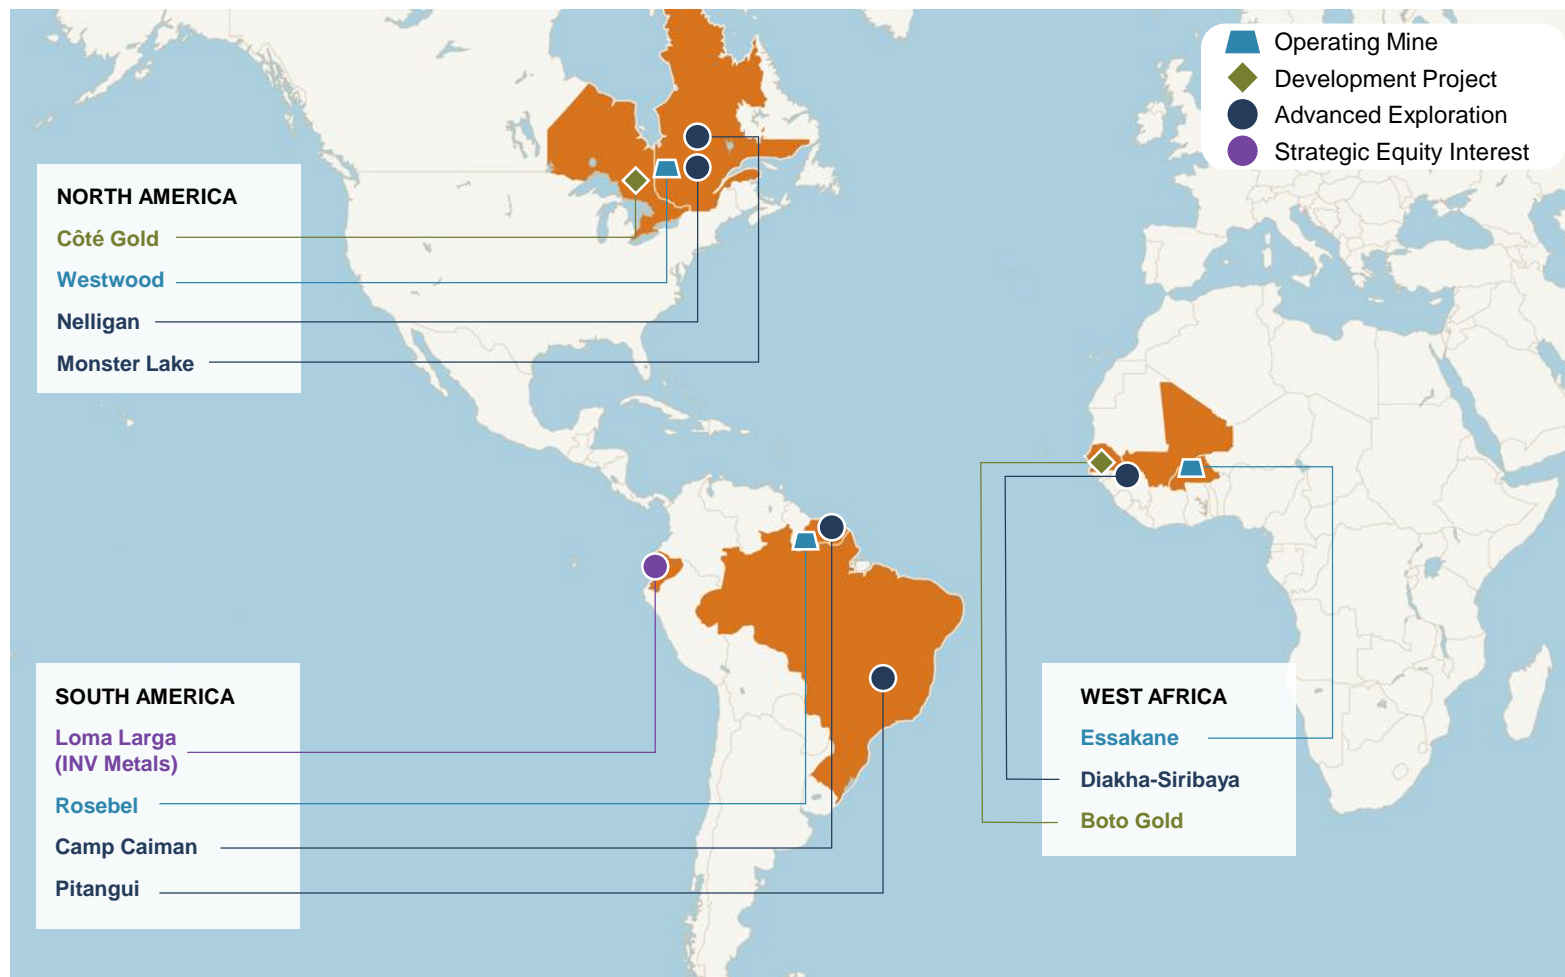 Operating Mine
Development Project
Advanced Exploration
Strategic Equity Interest
NORTH AMERICA
Côté Gold
Westwood
Nelligan
Monster Lake
SOUTH AMERICA
Loma Larga
(INV Metals)
Rosebel
Camp Caiman
Pitangui
WEST AFRICA
Essakane
Diakha-Siribaya
Boto Gold